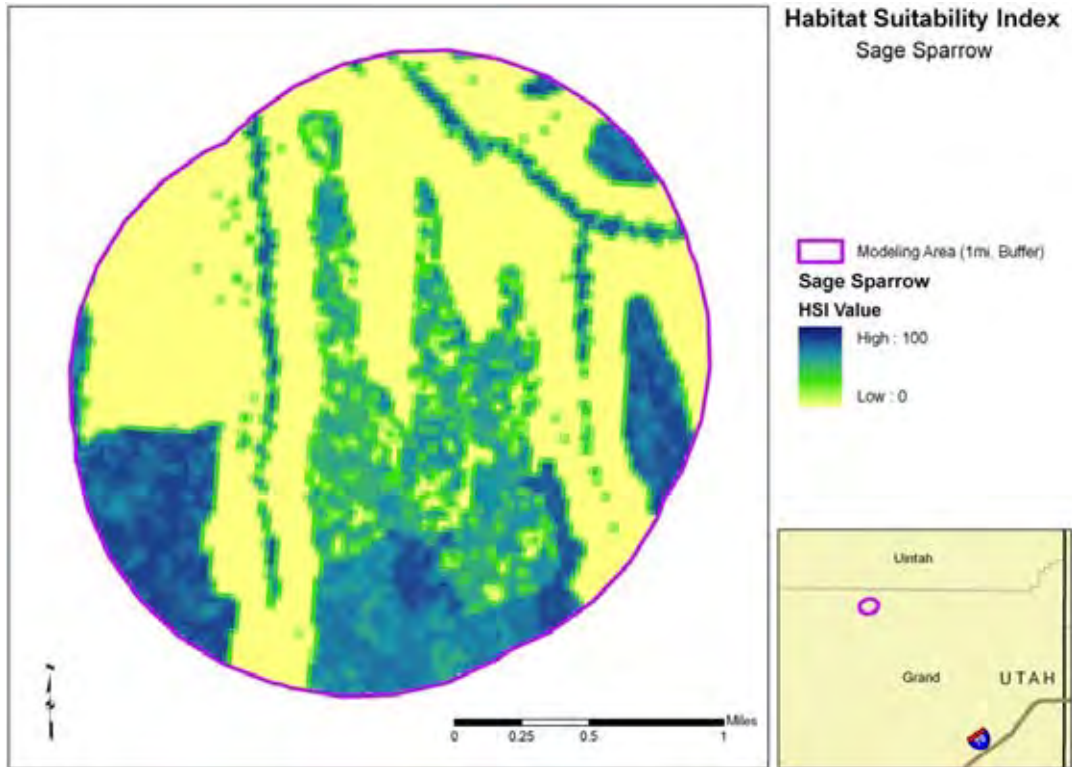 Habitat Suitability Index
Sage Sparrow
Modeling Area (1mi. Buffer)
Sage Sparrow
HSI Value
High : 100
Low : 0
Miles
0 0.25 0.5 1
Uintah
Grand
UTAH